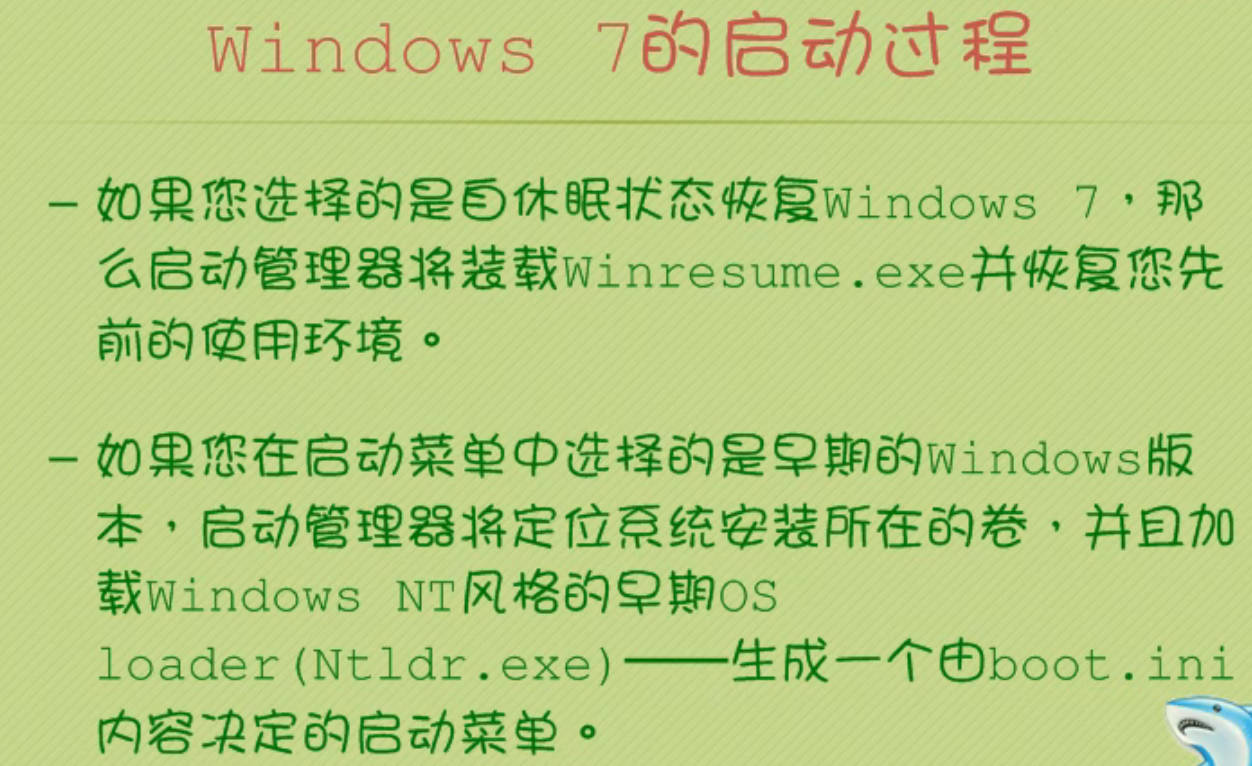 Windows 7的启动过程
– 如果您选择的是自休眠状态恢复Windows 7，那
么启动管理器将装载Winresume.exe并恢复您先
前的使用环境。
– 如果您在启动菜单中选择的是早期的Windows版
本，启动管理器将定位系统安装所在的卷，并且加
载Windows NT风格的早期OS
loader(Ntldr.exe)——生成一个由boot.ini
内容决定的启动菜单。